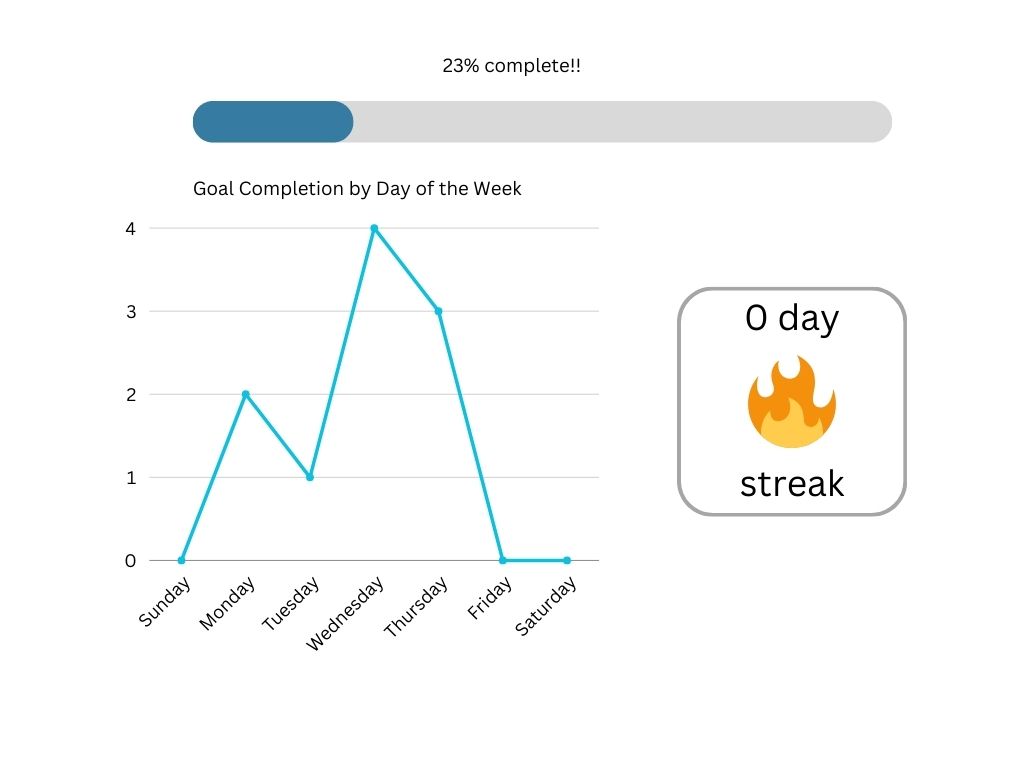 23% complete!!
Goal Completion by Day of the Week
4
3
2
1
0
Sunday
Monday
Tuesday
Wednesday
Thursday
Friday
Saturday
0 day
streak